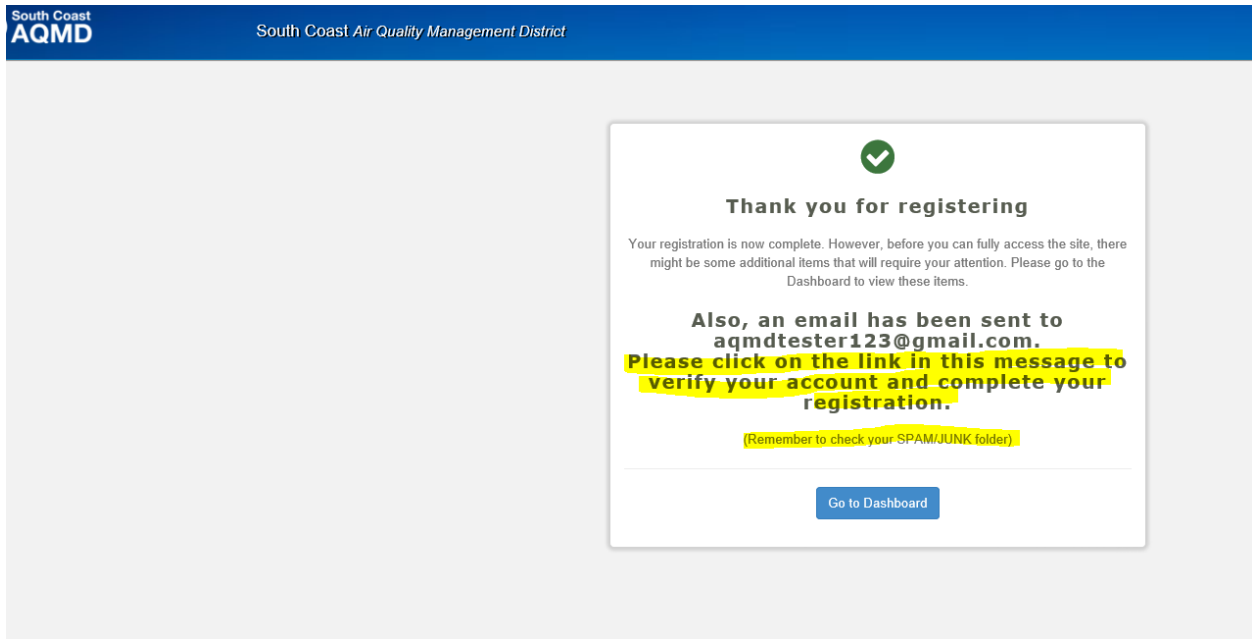 South Coast
AQMD
South Coast Air Quality Management District
Thank you for registering
Your registration is now complete. However, before you can fully access the site, there
might be some additional items that will require your attention. Please go to the
Dashboard to view these items.
Also, an email has been sent to
aqmdtester123@gmail.com.
Please click on the link in this message to
verify your account and complete your
registration.
(Remember to check your SPAM/JUNK folder)
Go to Dashboard